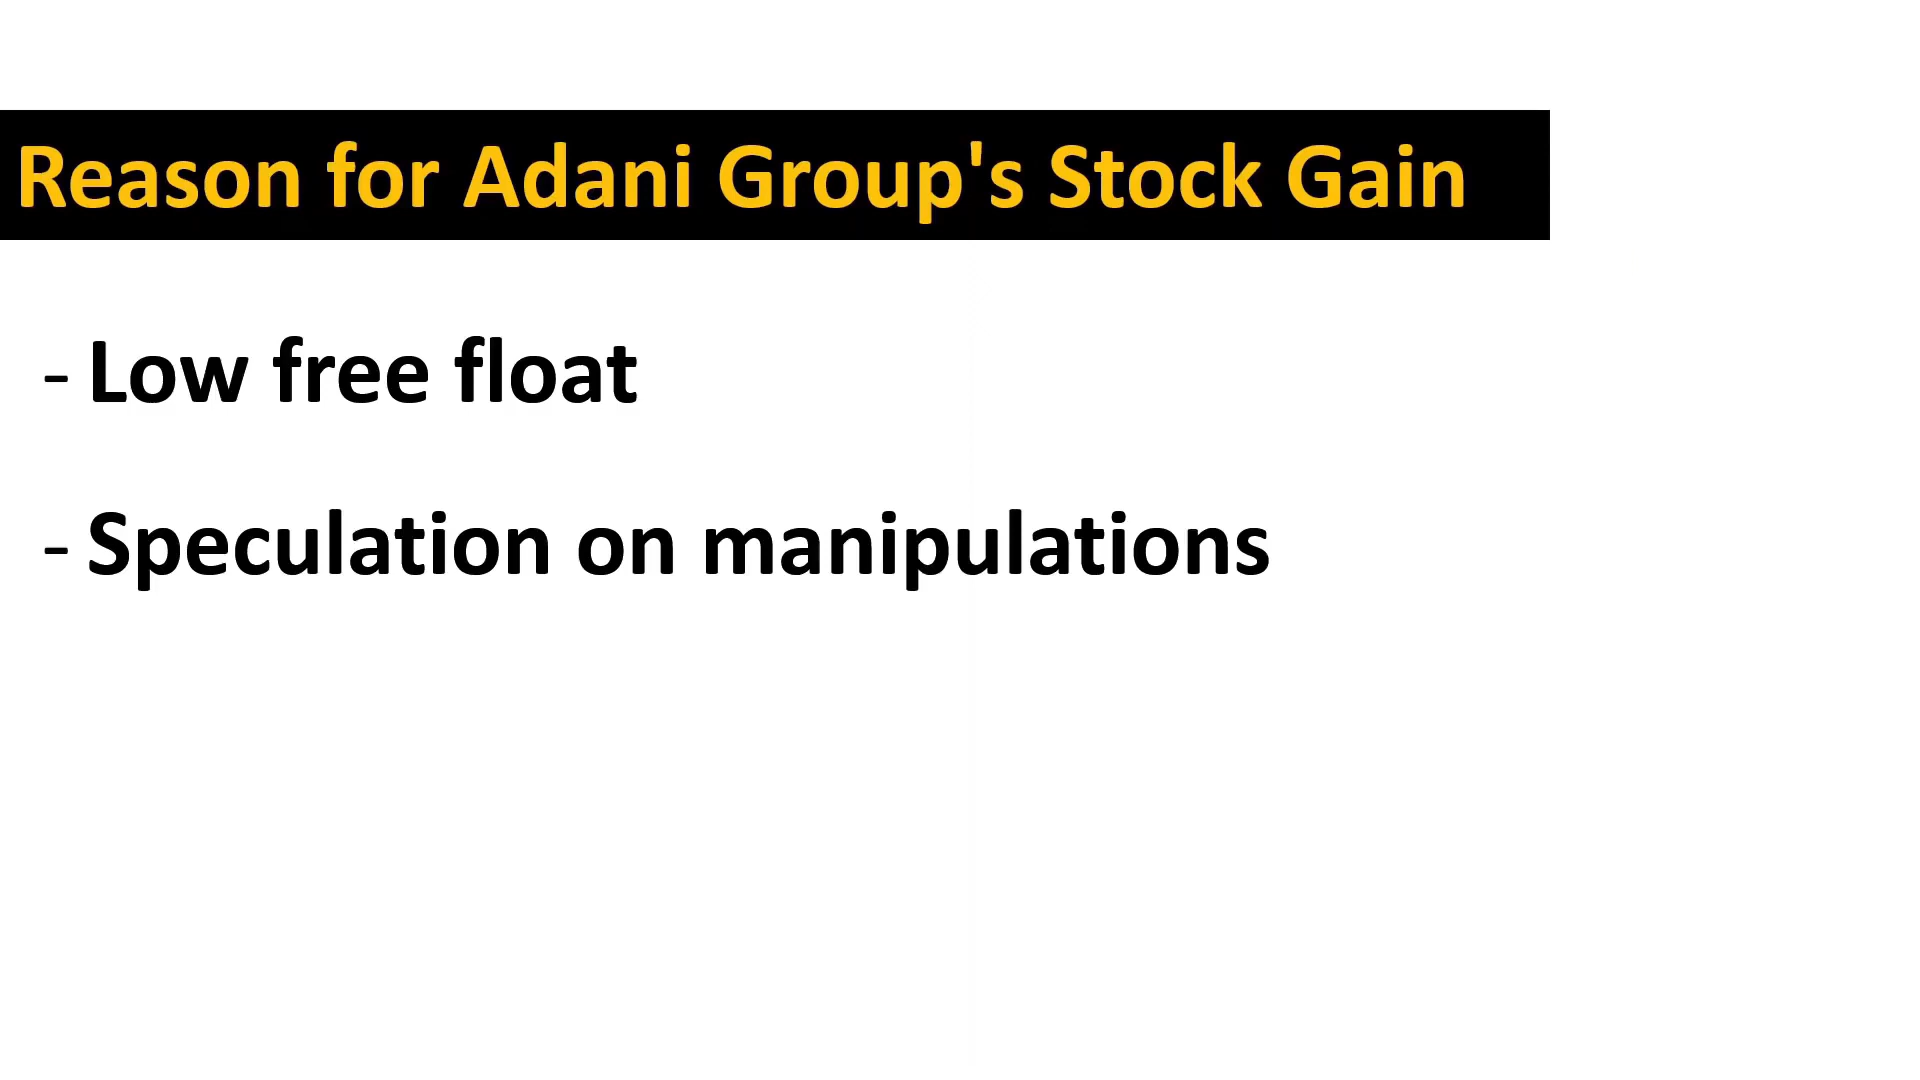 Reason for Adani Group's Stock Gain
- Low free float
- Speculation on manipulations